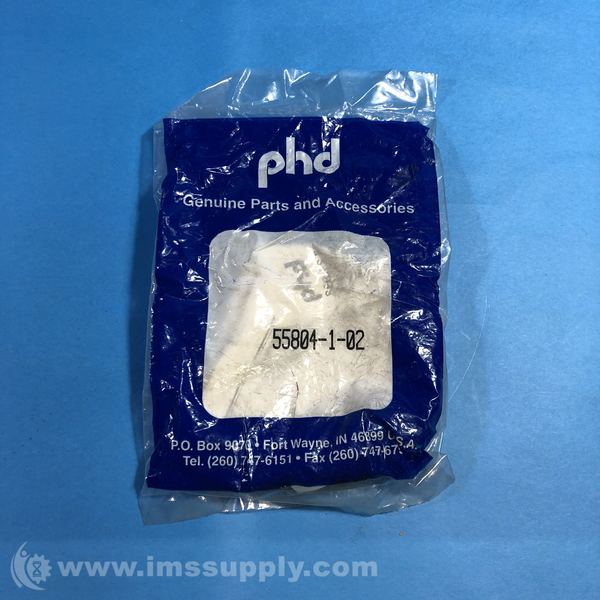 phd
Genuine Parts and Accessories
55804-1-02
P.O. Box • Fort Wayne, IN 46899 U.S.A.
Tel. (260) 747-6151 • Fax (260)
www.imssupply.com